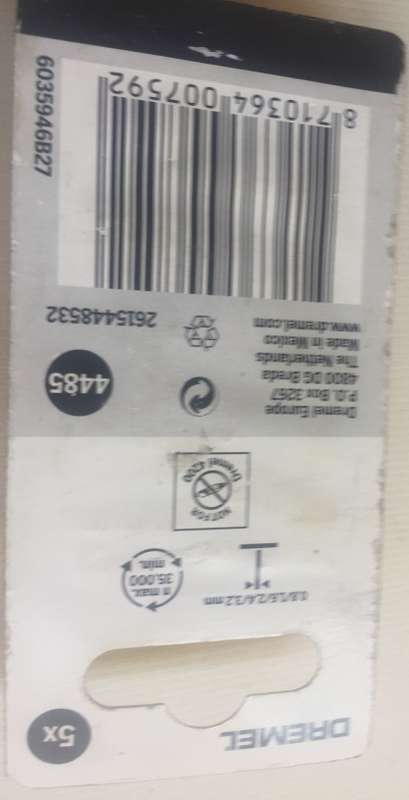 DREMEL
5x
0.8/1.6/2.4/3.2 mm
n max.
35,000
min.
NOT FOR
Dremel 4200
Dremel Europe
P.O. Box 3267
4800 DG Breda
The Netherlands
Made in Mexico
www.dremel.com
4485
2615448532
8 710364 007592
6035946B27